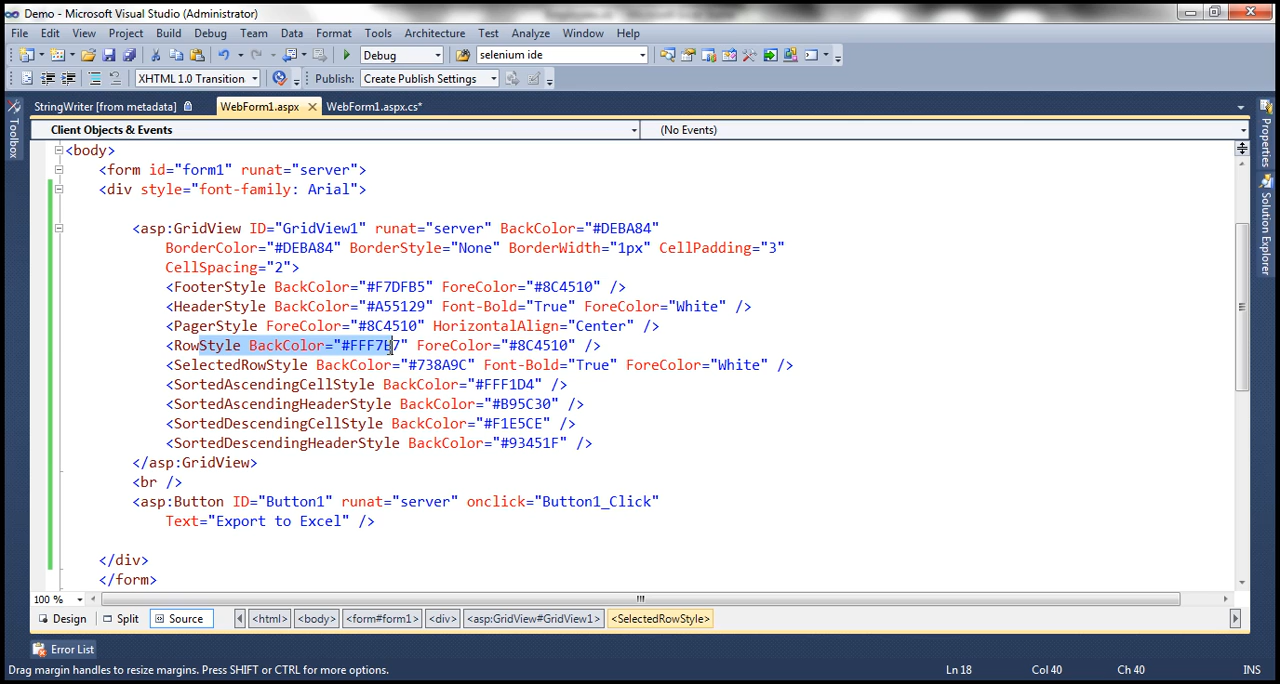 Demo - Microsoft Visual Studio (Administrator)
File Edit View Project Build Debug Team Data Format Tools Architecture Test Analyze Window Help
Debug selenium ide
XHTML 1.0 Transition Publish: Create Publish Settings
StringWriter [from metadata] WebForm1.aspx WebForm1.aspx.cs*
Client Objects & Events (No Events)
Toolbox
Properties
Solution Explorer
<body>
<form id="form1" runat="server">
<div style="font-family: Arial">
<asp:GridView ID="GridView1" runat="server" BackColor="#DEBA84"
BorderColor="#DEBA84" BorderStyle="None" BorderWidth="1px" CellPadding="3"
CellSpacing="2">
<FooterStyle BackColor="#F7DFB5" ForeColor="#8C4510" />
<HeaderStyle BackColor="#A55129" Font-Bold="True" ForeColor="White" />
<PagerStyle ForeColor="#8C4510" HorizontalAlign="Center" />
<RowStyle BackColor="#FFF7E7" ForeColor="#8C4510" />
<SelectedRowStyle BackColor="#738A9C" Font-Bold="True" ForeColor="White" />
<SortedAscendingCellStyle BackColor="#FFF1D4" />
<SortedAscendingHeaderStyle BackColor="#B95C30" />
<SortedDescendingCellStyle BackColor="#F1E5CE" />
<SortedDescendingHeaderStyle BackColor="#93451F" />
</asp:GridView>
<br />
<asp:Button ID="Button1" runat="server" onclick="Button1_Click"
Text="Export to Excel" />
</div>
</form>
100 %
Design Split Source <html> <body> <form#form1> <div> <asp:GridView#GridView1> <SelectedRowStyle>
Error List
Drag margin handles to resize margins. Press SHIFT or CTRL for more options. Ln 18 Col 40 Ch 40 INS